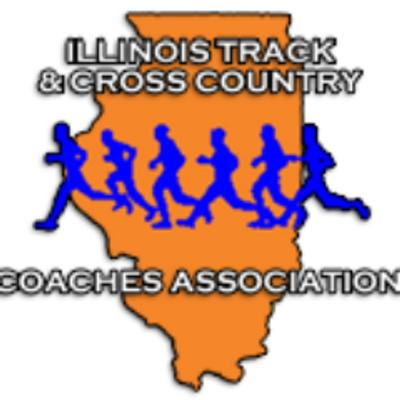 ILLINOIS TRACK
& CROSS COUNTRY
COACHES ASSOCIATION